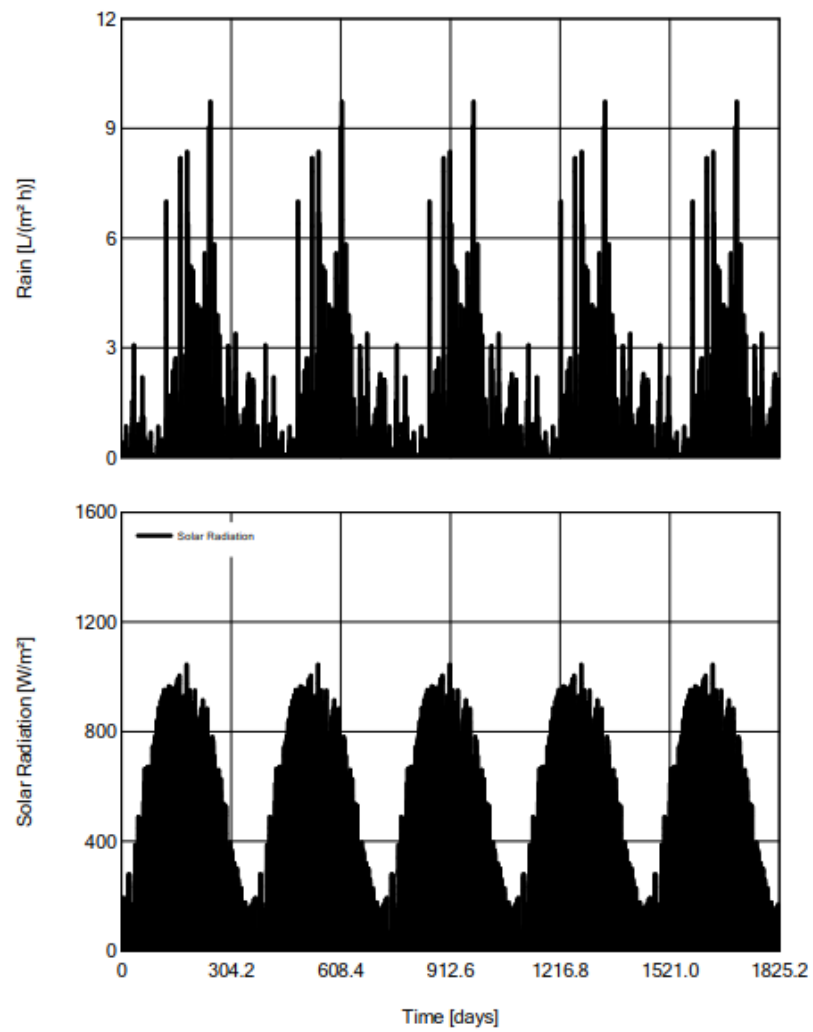 12
9
6
3
0
Rain [L/(m² h)]
1600
1200
800
400
0
Solar Radiation [W/m²]
Solar Radiation
0 304.2 608.4 912.6 1216.8 1521.0 1825.2
Time [days]